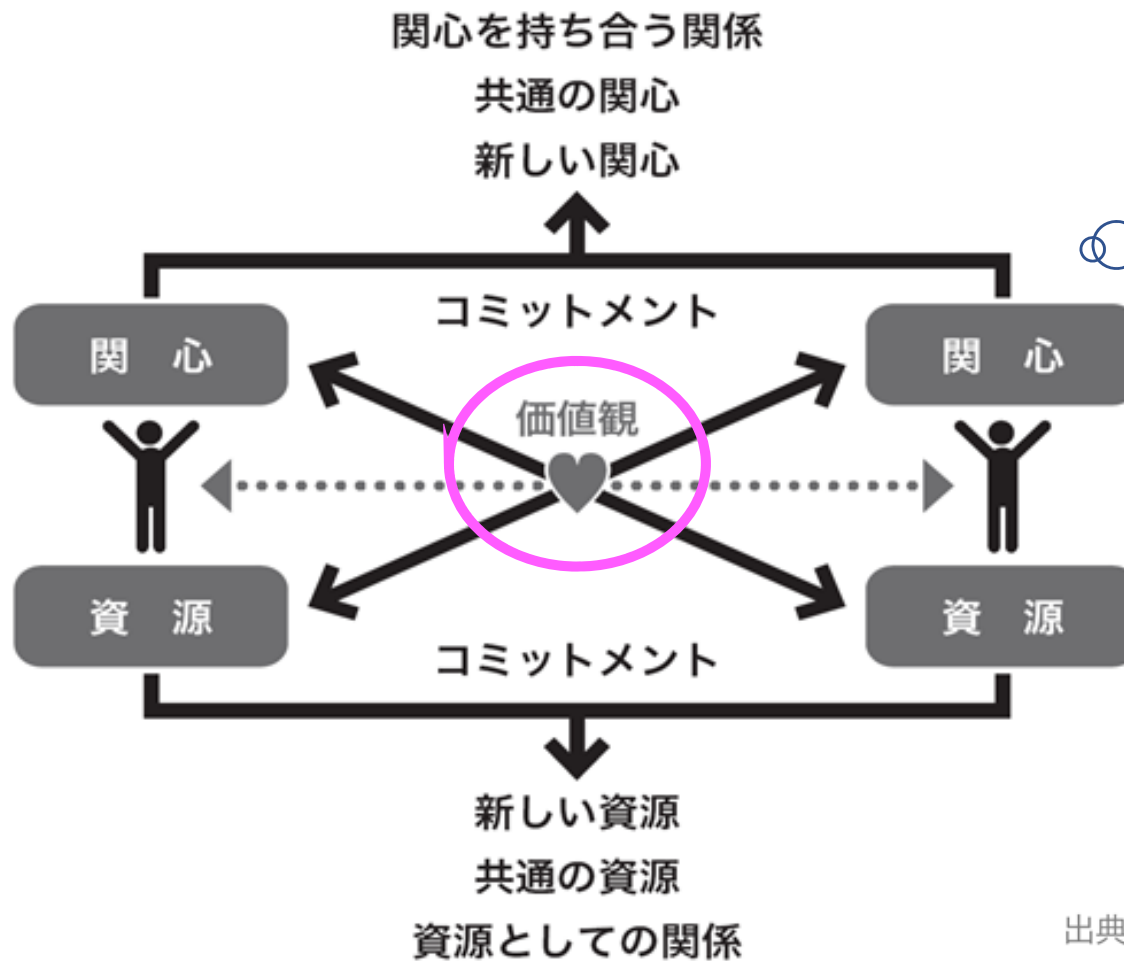 関心を持ち合う関係
共通の関心
新しい関心
コミットメント
関 心
関 心
価値観
資 源
資 源
コミットメント
新しい資源
共通の資源
資源としての関係
出典